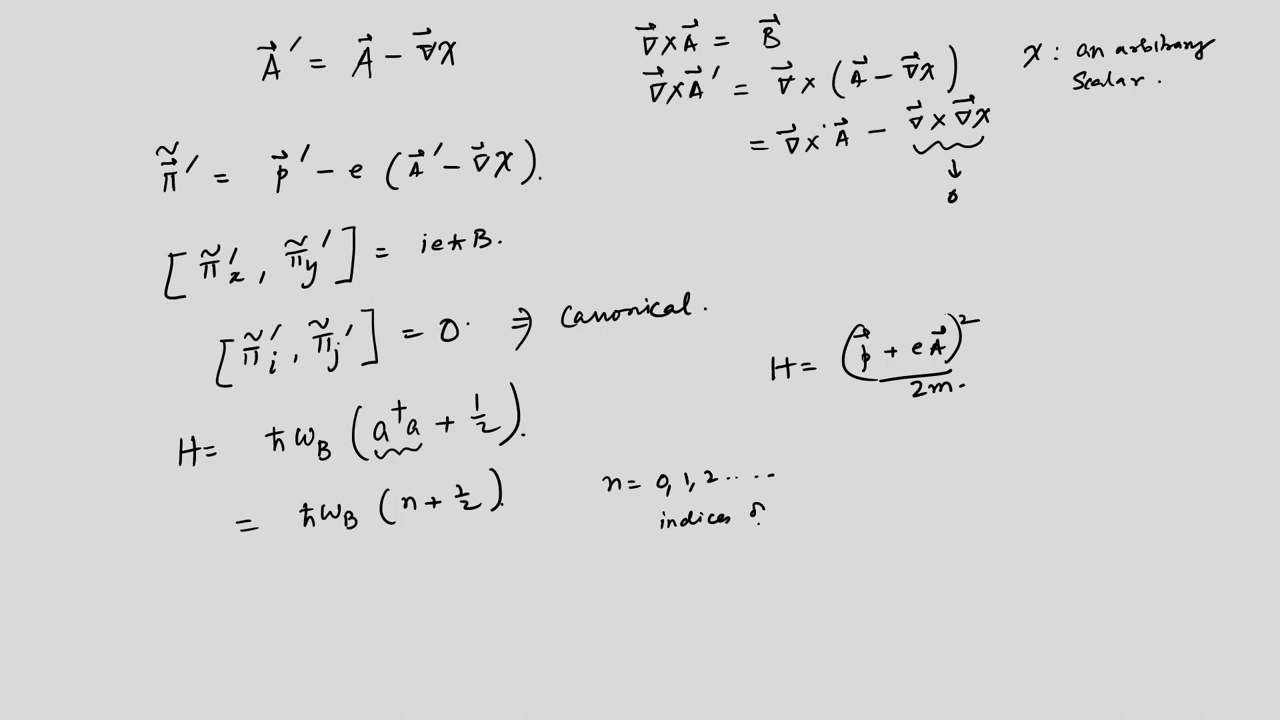 A⃗′ = A⃗ − ∇⃗χ
∇⃗×A⃗ = B⃗
∇⃗×A⃗′ = ∇⃗×(A⃗ − ∇⃗χ)
= ∇⃗×A⃗ − ∇⃗×∇⃗χ
↓
0
χ : an arbitrary
Scalar.
π̃⃗′ = p⃗′ − e(A⃗′ − ∇⃗χ).
[π̃′x, π̃y′] = ieħB.
[π̃′i, π̃j′] = 0. ⇒ Canonical.
H = (p⃗ + eA⃗)²/2m.
H = ħωB(a†a + 1/2).
= ħωB(n + 1/2).
n = 0, 1, 2 ....
indices